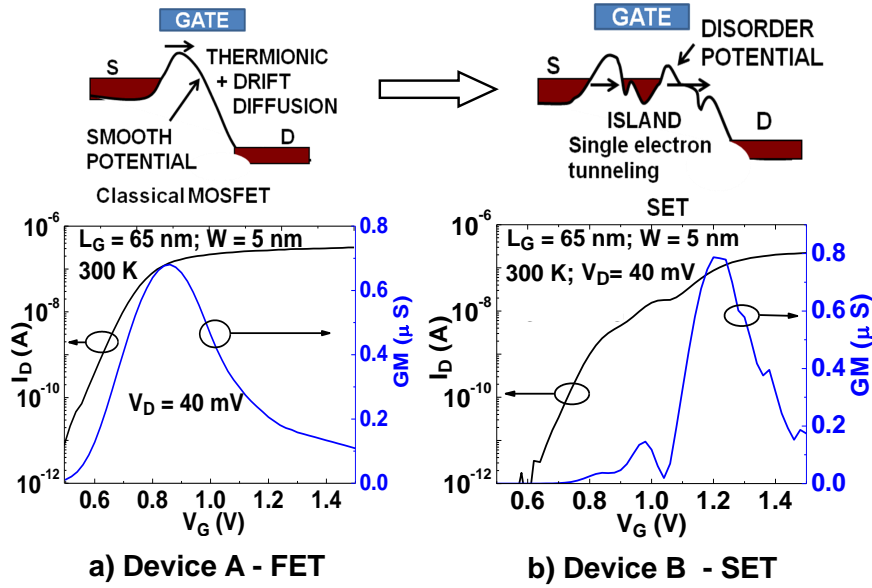 GATE
S
THERMIONIC
+ DRIFT
DIFFUSION
SMOOTH
POTENTIAL
D
Classical MOSFET
GATE
DISORDER
POTENTIAL
S
ISLAND
D
Single electron
tunneling
SET
10-6
10-8
10-10
10-12
I_D (A)
L_G = 65 nm; W = 5 nm
300 K
V_D = 40 mV
0.8
0.6
0.4
0.2
0.0
GM (μ S)
0.6 0.8 1.0 1.2 1.4
V_G (V)
a) Device A - FET
10-6
10-8
10-10
10-12
I_D (A)
L_G = 65 nm; W = 5 nm
300 K; V_D= 40 mV
0.8
0.6
0.4
0.2
0.0
GM (μ S)
0.6 0.8 1.0 1.2 1.4
V_G (V)
b) Device B - SET